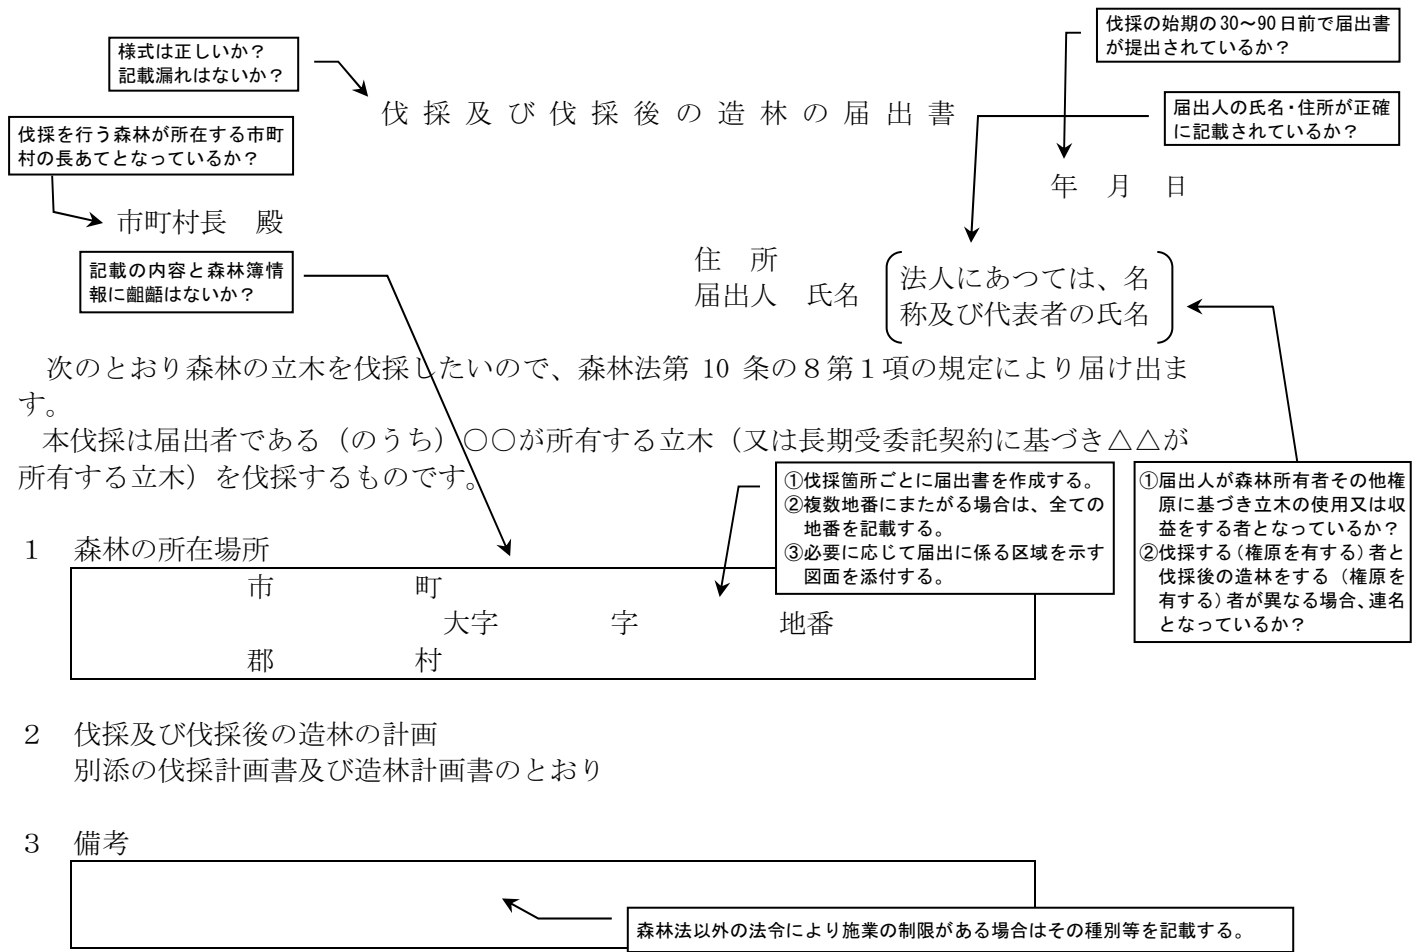 伐採の始期の30～90日前で届出書
が提出されているか？
様式は正しいか？
記載漏れはないか？
伐採及び伐採後の造林の届出書
届出人の氏名・住所が正確
に記載されているか？
伐採を行う森林が所在する市町
村の長あてとなっているか？
年 月 日
市町村長 殿
住 所
届出人 氏名
法人にあつては、名
称及び代表者の氏名
記載の内容と森林簿情
報に齟齬はないか？
次のとおり森林の立木を伐採したいので、森林法第 10 条の８第１項の規定により届け出ま
す。
本伐採は届出者である（のうち）○○が所有する立木（又は長期受委託契約に基づき△△が
所有する立木）を伐採するものです。
①伐採箇所ごとに届出書を作成する。
②複数地番にまたがる場合は、全ての
地番を記載する。
③必要に応じて届出に係る区域を示す
図面を添付する。
①届出人が森林所有者その他権
原に基づき立木の使用又は収
益をする者となっているか？
②伐採する（権原を有する）者と
伐採後の造林をする（権原を
有する）者が異なる場合、連名
となっているか？
１ 森林の所在場所
市 町
大字 字 地番
郡 村
２ 伐採及び伐採後の造林の計画
別添の伐採計画書及び造林計画書のとおり
３ 備考
森林法以外の法令により施業の制限がある場合はその種別等を記載する。